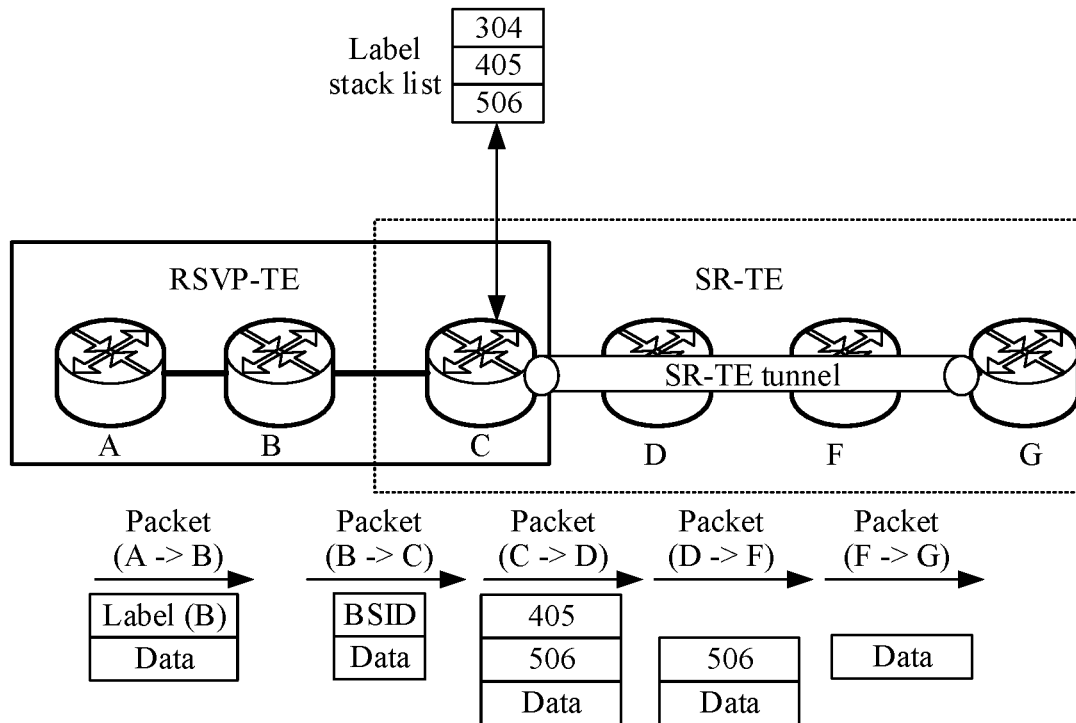 304
Label
stack list
405
506
RSVP-TE
SR-TE
SR-TE tunnel
A
B
C
D
F
G
Packet
(A -> B)
Packet
(B -> C)
Packet
(C -> D)
Packet
(D -> F)
Packet
(F -> G)
Label (B)
Data
BSID
Data
405
506
Data
506
Data
Data